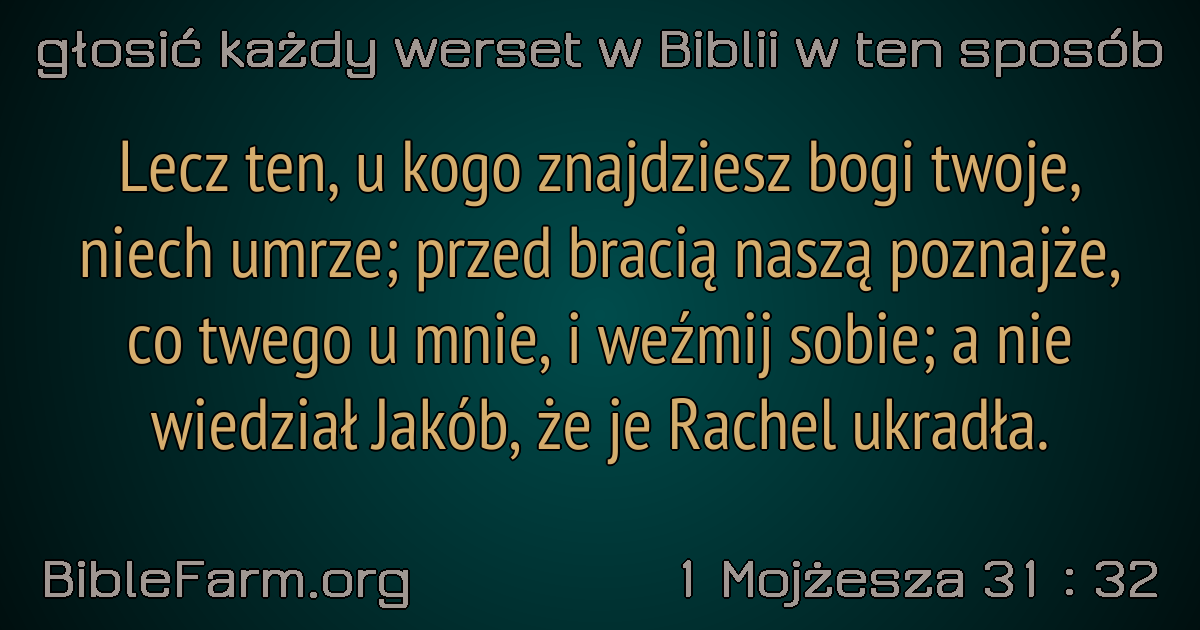 głosić każdy werset w Biblii w ten sposób
Lecz ten, u kogo znajdziesz bogi twoje,
niech umrze; przed bracią naszą poznajże,
co twego u mnie, i weźmij sobie; a nie
wiedział Jakób, że je Rachel ukradła.
BibleFarm.org
1 Mojżesza 31 : 32